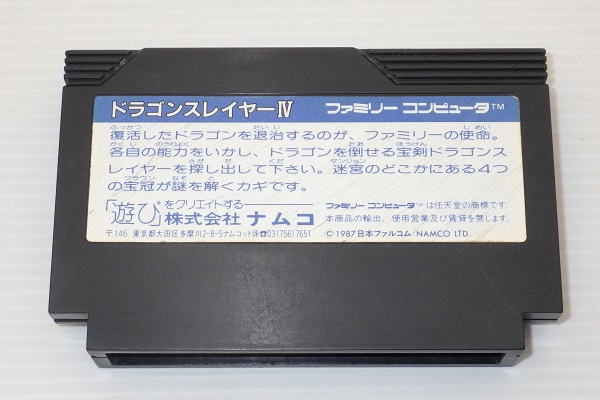 ドラゴンスレイヤーIV ファミリー コンピュータ™
復活したドラゴンを退治するのが、ファミリーの使命。
各自の能力をいかし、ドラゴンを倒せる宝剣ドラゴンス
レイヤーを探し出して下さい。迷宮のどこかにある4つ
の宝冠が謎を解くカギです。
「遊び」をクリエイトする
株式会社 ナムコ
〒146 東京都大田区多摩川2-8-5ナムコット係☎03(756)7651
ファミリー コンピュータ™は任天堂の商標です。
本商品の輸出、使用営業及び賃貸を禁じます。
©1987日本ファルコム/NAMCO LTD.